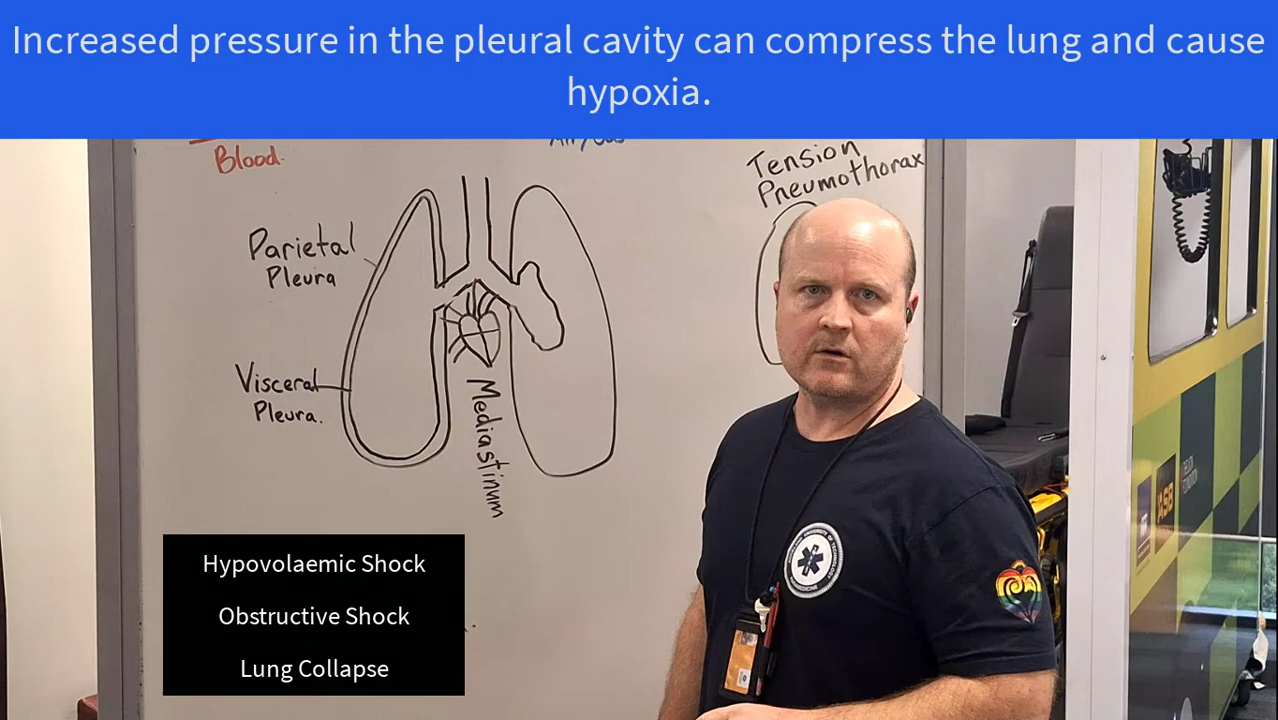 Increased pressure in the pleural cavity can compress the lung and cause
hypoxia.
Blood.
Tension
Pneumothorax
Parietal
Pleura
Visceral
Pleura.
Mediastinum
Hypovolaemic Shock
Obstructive Shock
Lung Collapse
ASB